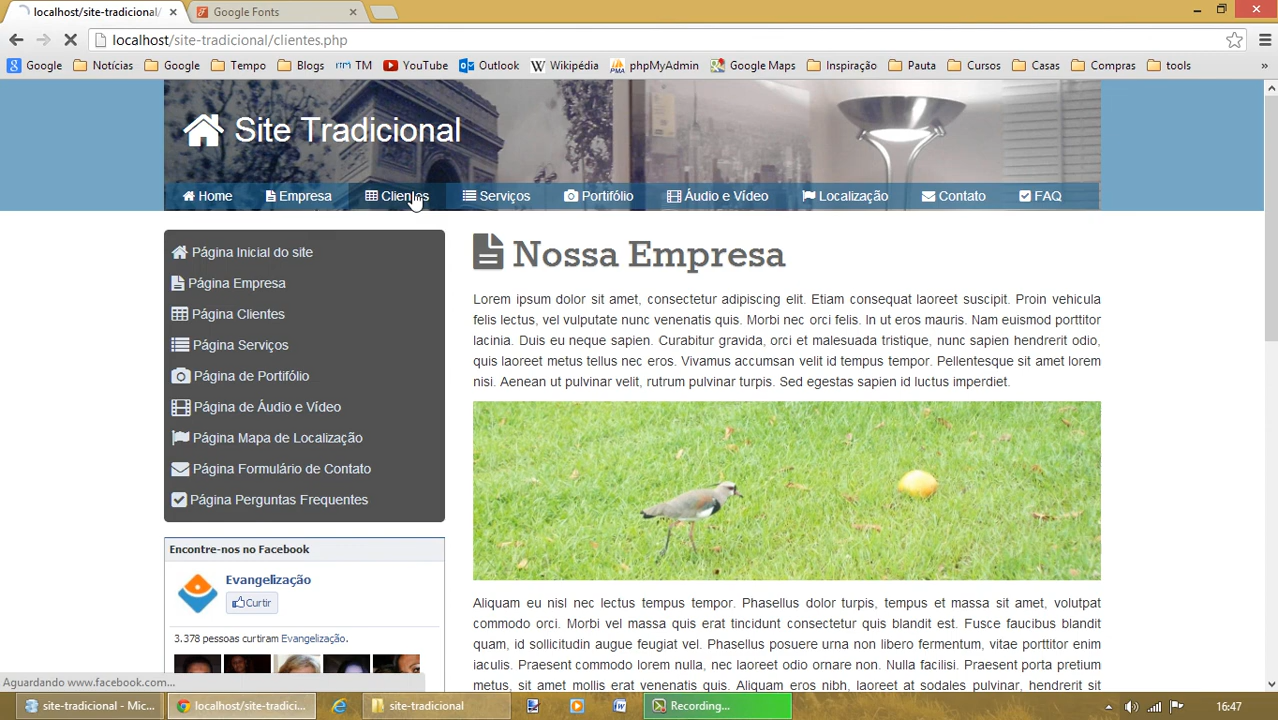 localhost/site-tradicional/
Google Fonts
localhost/site-tradicional/clientes.php
Google Notícias Google Tempo Blogs TM YouTube Outlook Wikipédia phpMyAdmin Google Maps Inspiração Pauta Cursos Casas Compras tools »
Site Tradicional
Home Empresa Clientes Serviços Portifólio Áudio e Vídeo Localização Contato FAQ
Página Inicial do site
Página Empresa
Página Clientes
Página Serviços
Página de Portifólio
Página de Áudio e Vídeo
Página Mapa de Localização
Página Formulário de Contato
Página Perguntas Frequentes
Encontre-nos no Facebook
Evangelização
Curtir
3.378 pessoas curtiram Evangelização.
Nossa Empresa
Lorem ipsum dolor sit amet, consectetur adipiscing elit. Etiam consequat laoreet suscipit. Proin vehicula
felis lectus, vel vulputate nunc venenatis quis. Morbi nec orci felis. In ut eros mauris. Nam euismod porttitor
lacinia. Duis eu neque sapien. Curabitur gravida, orci et malesuada tristique, nunc sapien hendrerit odio,
quis laoreet metus tellus nec eros. Vivamus accumsan velit id tempus tempor. Pellentesque sit amet lorem
nisi. Aenean ut pulvinar velit, rutrum pulvinar turpis. Sed egestas sapien id luctus imperdiet.
Aliquam eu nisl nec lectus tempus tempor. Phasellus dolor turpis, tempus et massa sit amet, volutpat
commodo orci. Morbi vel massa quis erat tincidunt consectetur quis blandit est. Fusce faucibus blandit
quam, id sollicitudin augue feugiat vel. Phasellus posuere urna non libero fermentum, vitae porttitor enim
iaculis. Praesent commodo lorem nulla, nec laoreet odio ornare non. Nulla facilisi. Praesent porta pretium
metus, sit amet mollis erat venenatis quis. Aliquam eros nibh, laoreet at sodales pulvinar, hendrerit sit
Aguardando www.facebook.com...
site-tradicional - Mic...
localhost/site-tradici...
site-tradicional
Recording...
16:47